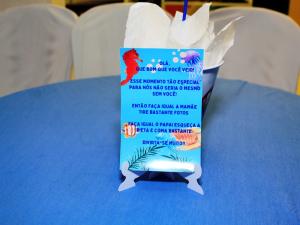 OLÁ,
QUE BOM QUE VOCÊ VEIO!
ESSE MOMENTO TÃO ESPECIAL
PARA NÓS NÃO SERIA O MESMO
SEM VOCÊ!
ENTÃO FAÇA IGUAL A MAMÃE
TIRE BASTANTE FOTOS
FAÇA IGUAL O PAPAI ESQUEÇA A
DIETA E COMA BASTANTE
DIVIRTA-SE MUITO!